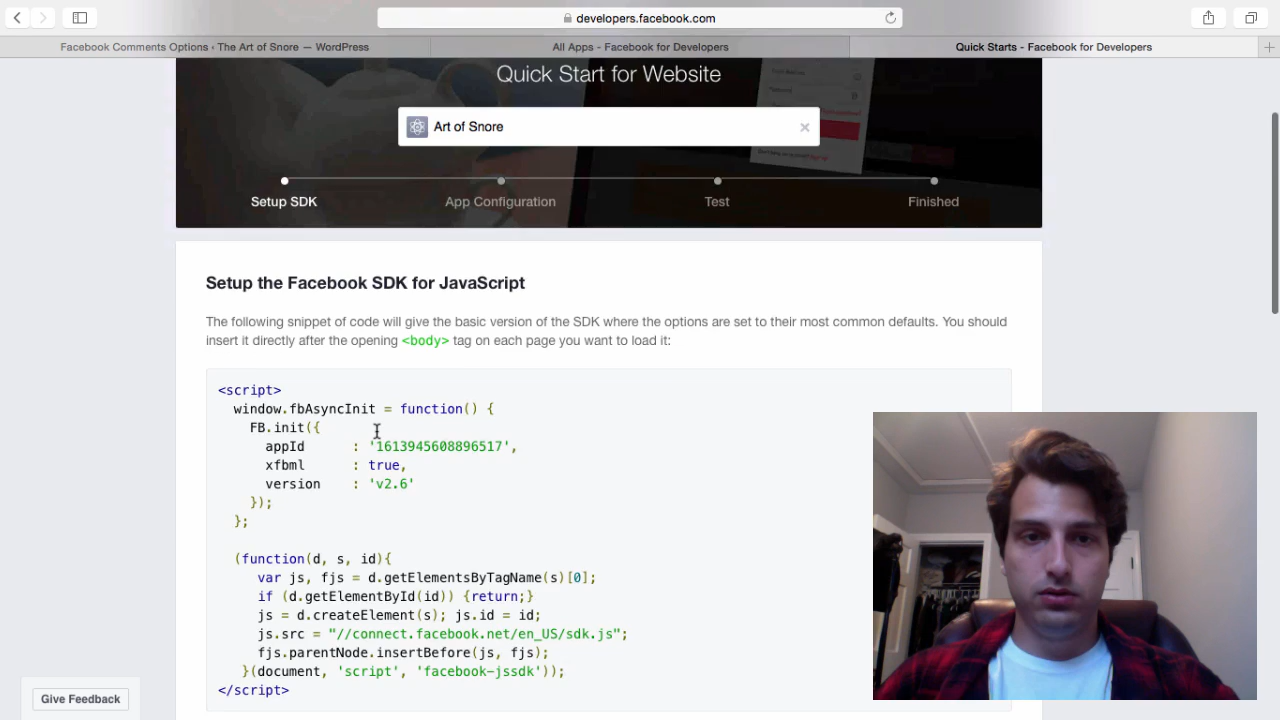 developers.facebook.com
Facebook Comments Options ‹ The Art of Snore — WordPress
All Apps - Facebook for Developers
Quick Starts - Facebook for Developers
Quick Start for Website
Art of Snore
Setup SDK
App Configuration
Test
Finished
Setup the Facebook SDK for JavaScript
The following snippet of code will give the basic version of the SDK where the options are set to their most common defaults. You should
insert it directly after the opening <body> tag on each page you want to load it:
<script>
window.fbAsyncInit = function() {
FB.init({
appId : '1613945608896517',
xfbml : true,
version : 'v2.6'
});
};
(function(d, s, id){
var js, fjs = d.getElementsByTagName(s)[0];
if (d.getElementById(id)) {return;}
js = d.createElement(s); js.id = id;
js.src = "//connect.facebook.net/en_US/sdk.js";
fjs.parentNode.insertBefore(js, fjs);
}(document, 'script', 'facebook-jssdk'));
</script>
Give Feedback